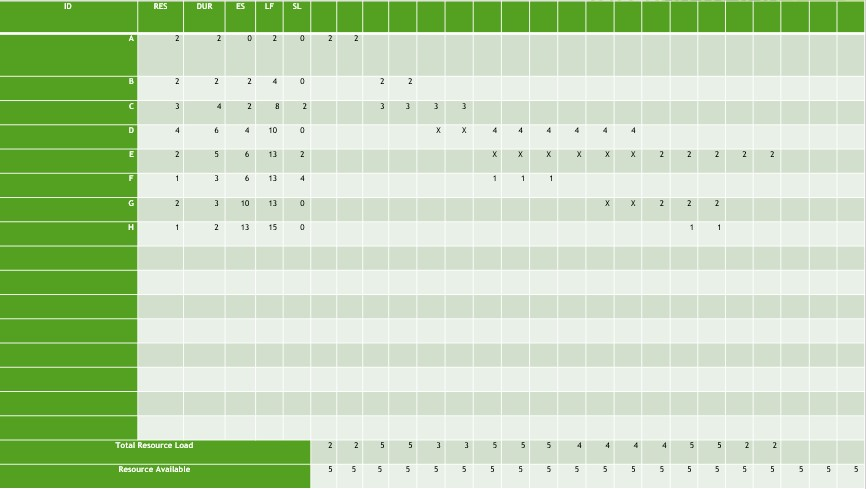 ID RES DUR ES LF SL
A 2 2 0 2 0 2 2
B 2 2 2 4 0 2 2
C 3 4 2 8 2 3 3 3 3
D 4 6 4 10 0 X X 4 4 4 4 4 4
E 2 5 6 13 2 X X X X X X 2 2 2 2 2
F 1 3 6 13 4 1 1 1
G 2 3 10 13 0 X X 2 2 2
H 1 2 13 15 0 1 1
Total Resource Load 2 2 5 5 3 3 5 5 5 4 4 4 4 5 5 2 2
Resource Available 5 5 5 5 5 5 5 5 5 5 5 5 5 5 5 5 5 5 5 5